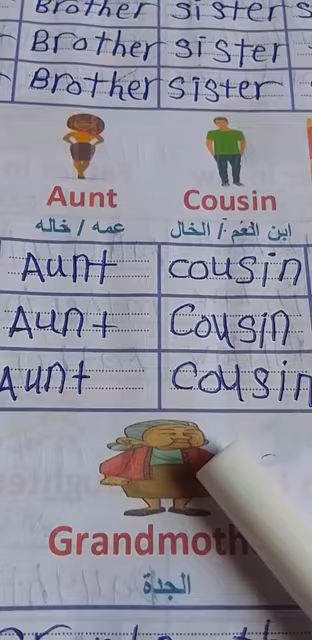 Brother sister
Brother sister
Brother sister
Aunt Cousin
عمه / خاله ابن العم / الخال
Aunt cousin
Aunt Cousin
Aunt Cousin
Grandmoth
الجدة